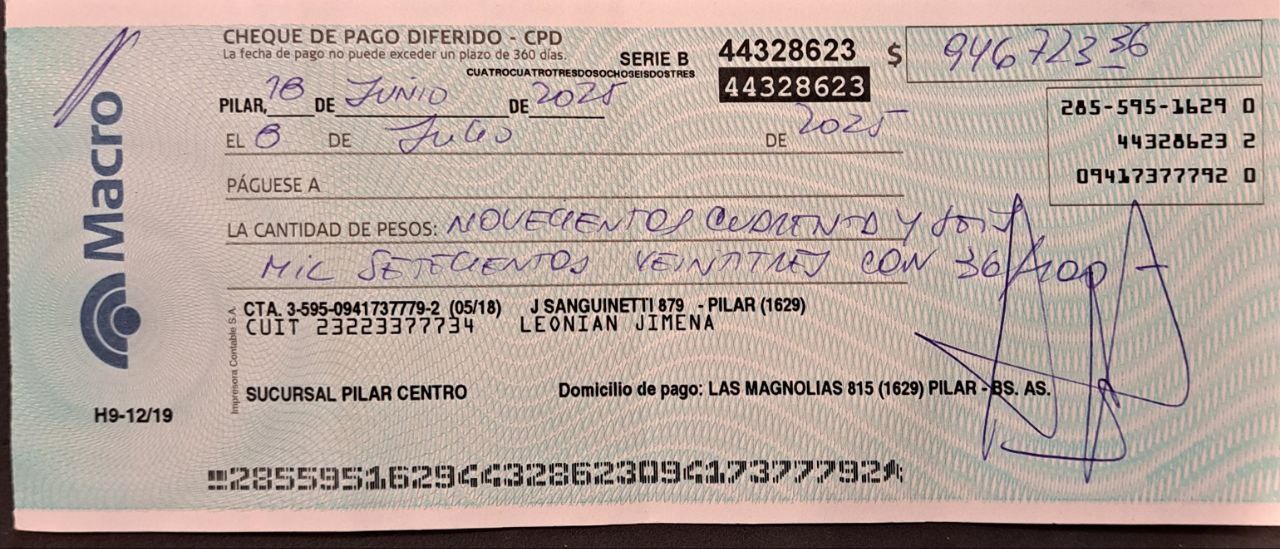 CHEQUE DE PAGO DIFERIDO - CPD
La fecha de pago no puede exceder un plazo de 360 días.
SERIE B 44328623 $ 946723 36
CUATROCUATROTRESDOSOCHOSEISDOSTRES
44328623
PILAR, 18 DE JUNIO DE 2025
285-595-1629 0
EL 8 DE Julio DE 2025
44328623 2
09417377792 0
PÁGUESE A
LA CANTIDAD DE PESOS: NOVECIENTOS CUARENTA Y SEIS
MIL SETECIENTOS VEINTITRES CON 36/100
CTA. 3-595-0941737779-2 (05/18) J SANGUINETTI 879 - PILAR (1629)
CUIT 23223377734 LEONIAN JIMENA
SUCURSAL PILAR CENTRO
Domicilio de pago: LAS MAGNOLIAS 815 (1629) PILAR - BS. AS.
Macro
Impresora Contable S.A.
H9-12/19
28559516294432862309417377792